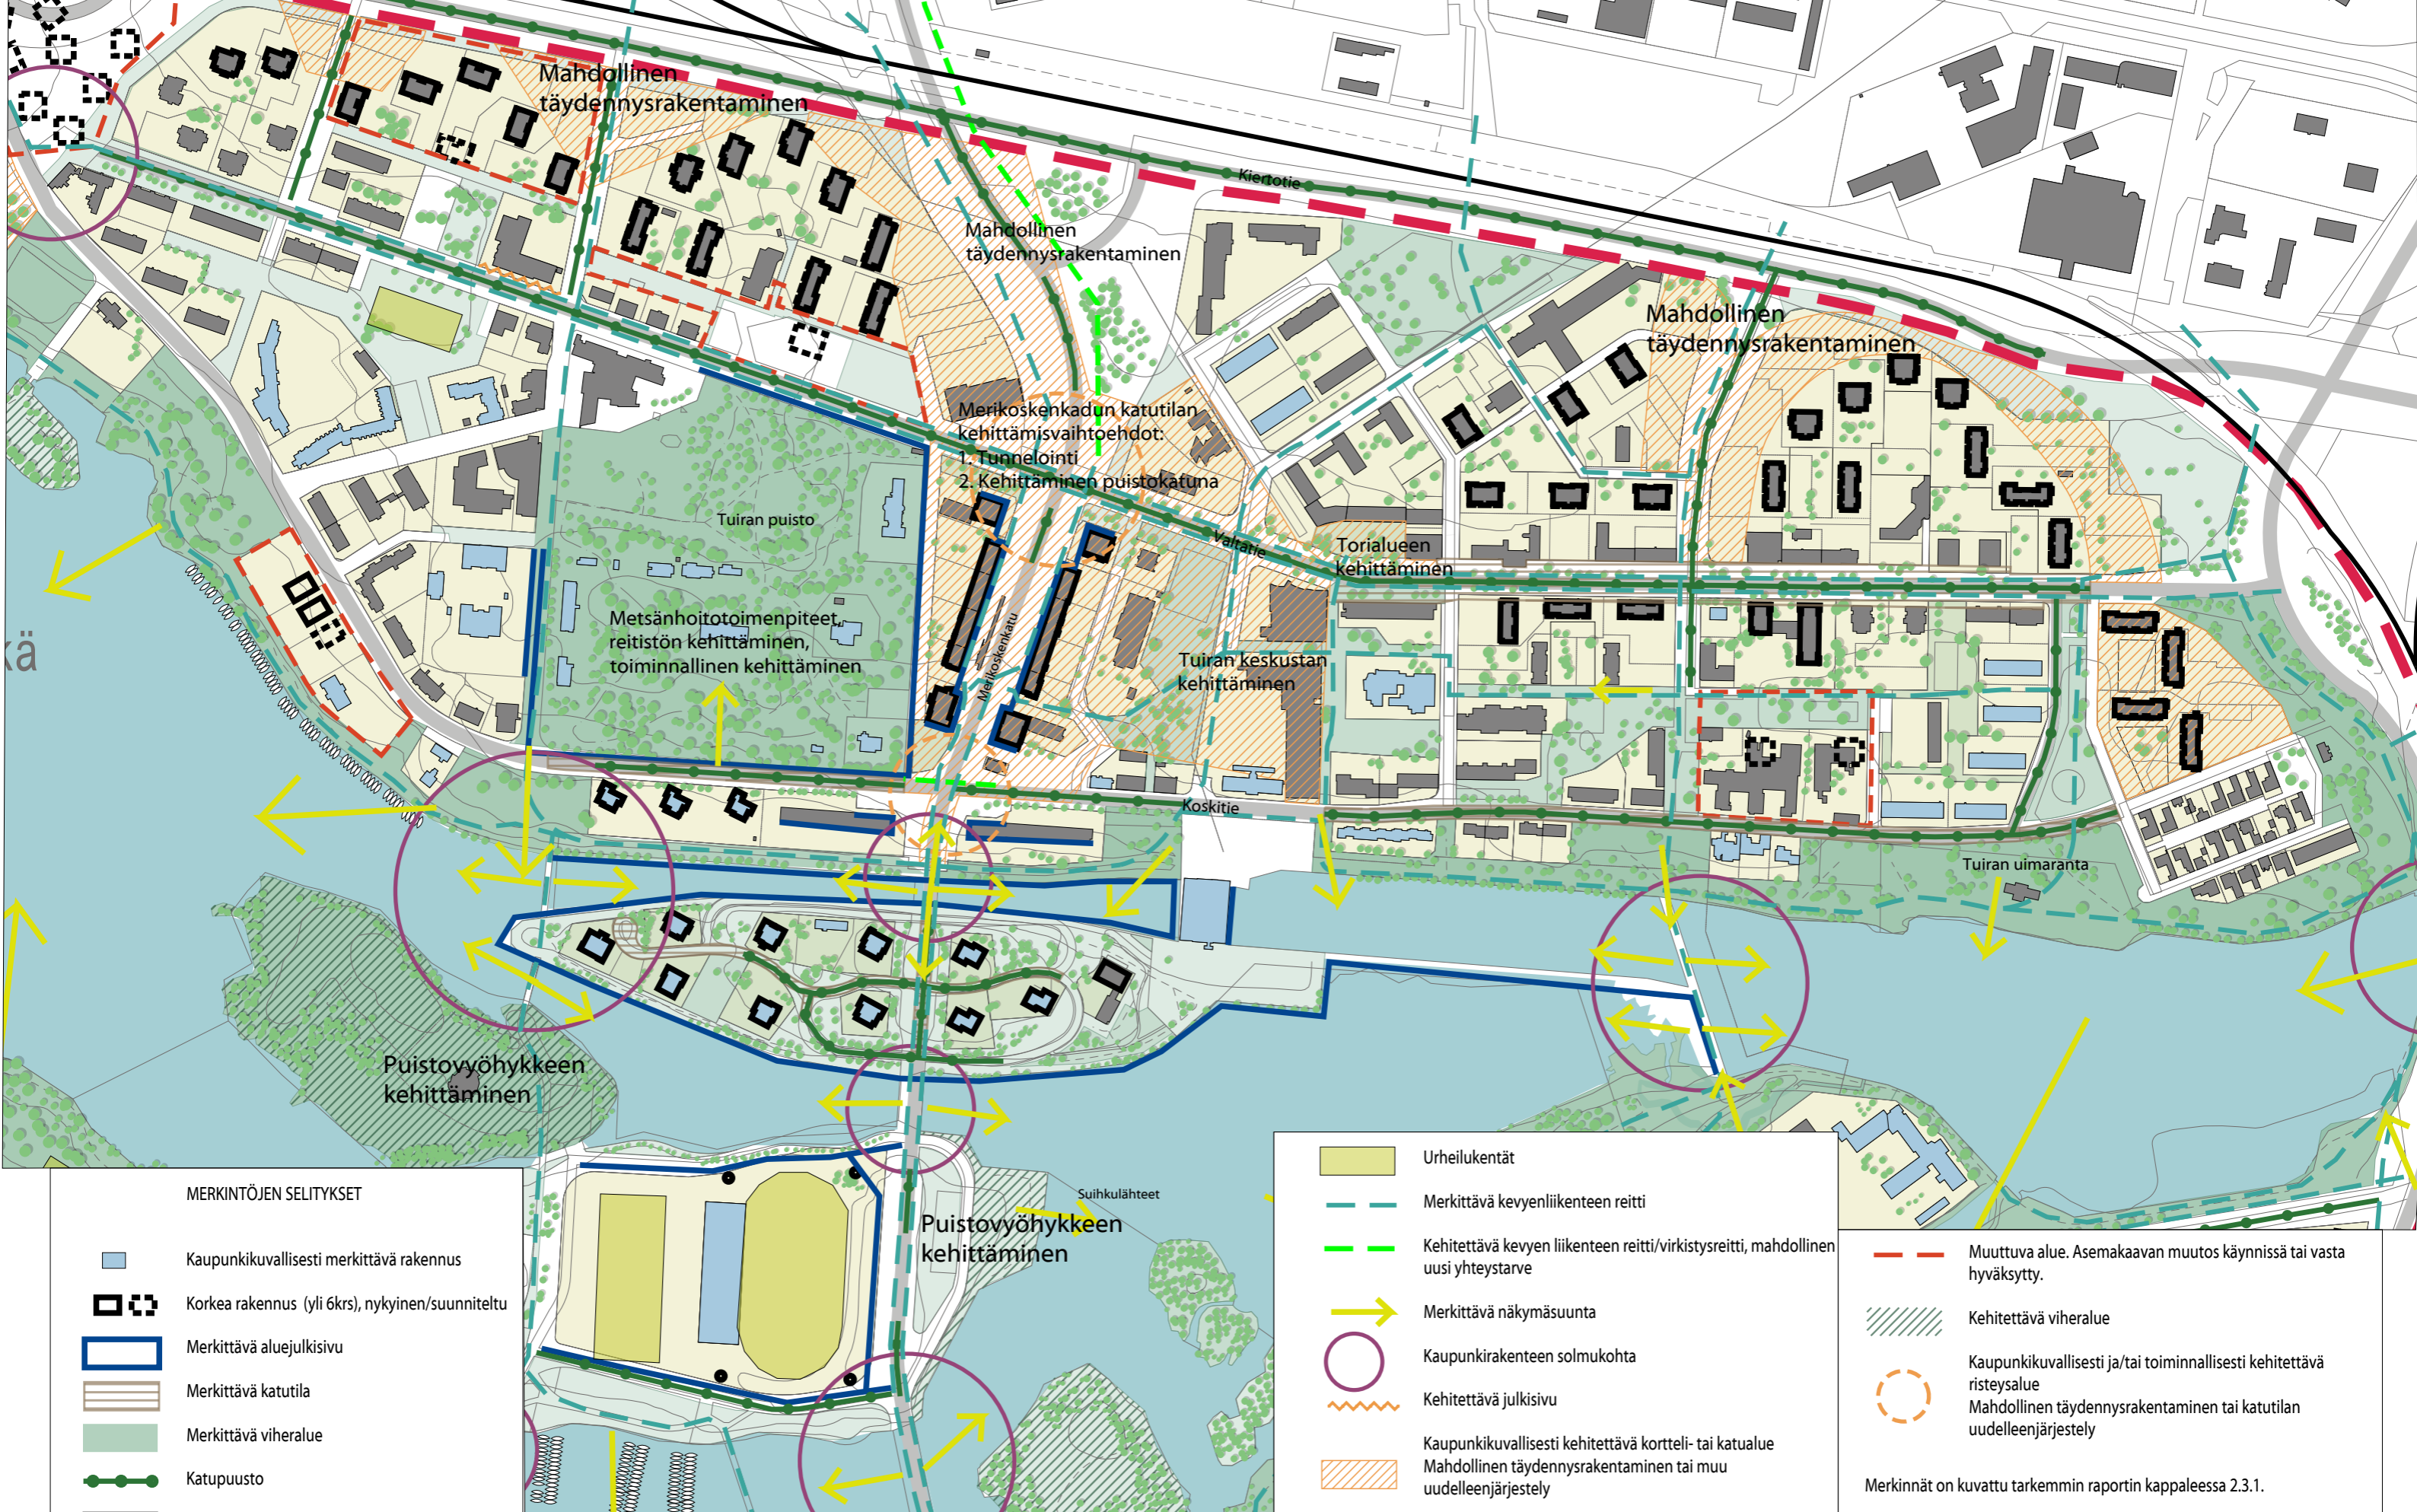 Mahdollinen
täydennysrakentaminen
Kiertotie
Mahdollinen
täydennysrakentaminen
Mahdollinen
täydennysrakentaminen
Merikoskenkadun katutilan
kehittämisvaihtoehdot:
1. Tunnelointi
2. Kehittäminen puistokatuna
Tuiran puisto
Valtatie
Torialueen
kehittäminen
Metsänhoitotoimenpiteet,
reitistön kehittäminen,
toiminnallinen kehittäminen
Merikoskenkatu
Tuiran keskustan
kehittäminen
kä
Koskitie
Tuiran uimaranta
Puistovyöhykkeen
kehittäminen
Suihkulähteet
Puistovyöhykkeen
kehittäminen
MERKINTÖJEN SELITYKSET
Kaupunkikuvallisesti merkittävä rakennus
Korkea rakennus (yli 6krs), nykyinen/suunniteltu
Merkittävä aluejulkisivu
Merkittävä katutila
Merkittävä viheralue
Katupuusto
Urheilukentät
Merkittävä kevyenliikenteen reitti
Kehitettävä kevyen liikenteen reitti/virkistysreitti, mahdollinen
uusi yhteystarve
Merkittävä näkymäsuunta
Kaupunkirakenteen solmukohta
Kehitettävä julkisivu
Kaupunkikuvallisesti kehitettävä kortteli- tai katualue
Mahdollinen täydennysrakentaminen tai muu
uudelleenjärjestely
Muuttuva alue. Asemakaavan muutos käynnissä tai vasta
hyväksytty.
Kehitettävä viheralue
Kaupunkikuvallisesti ja/tai toiminnallisesti kehitettävä
risteysalue
Mahdollinen täydennysrakentaminen tai katutilan
uudelleenjärjestely
Merkinnät on kuvattu tarkemmin raportin kappaleessa 2.3.1.